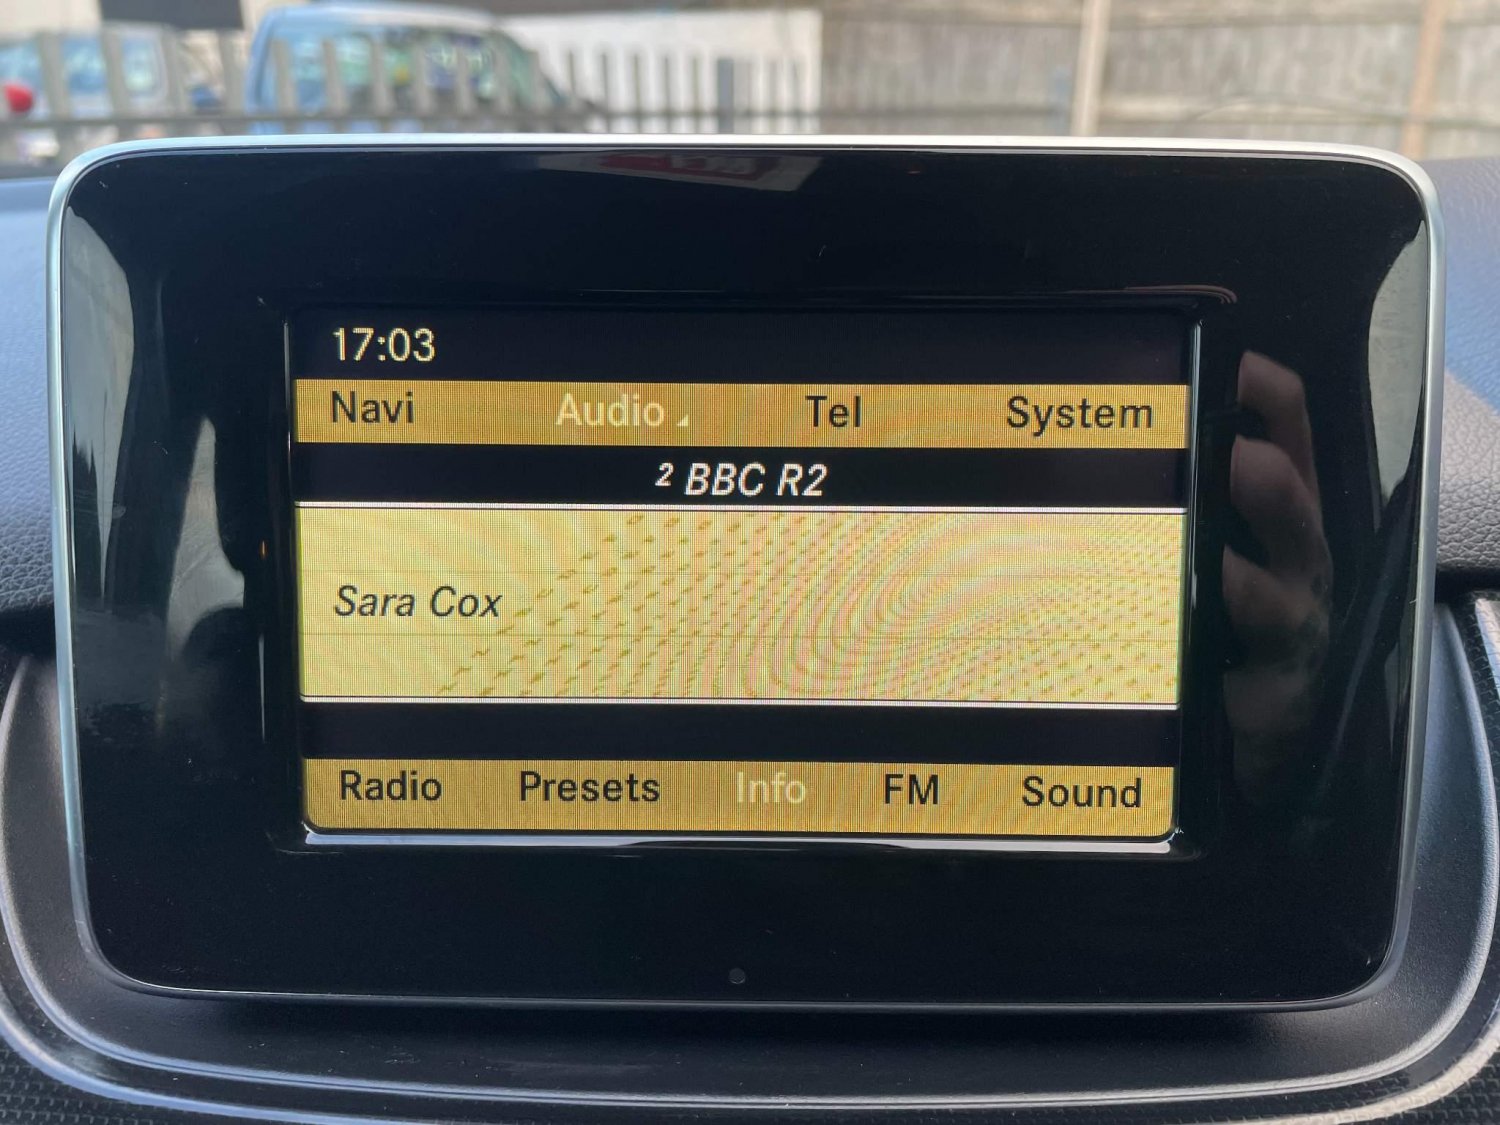 17:03
Navi Audio Tel System
² BBC R2
Sara Cox
Radio Presets Info FM Sound